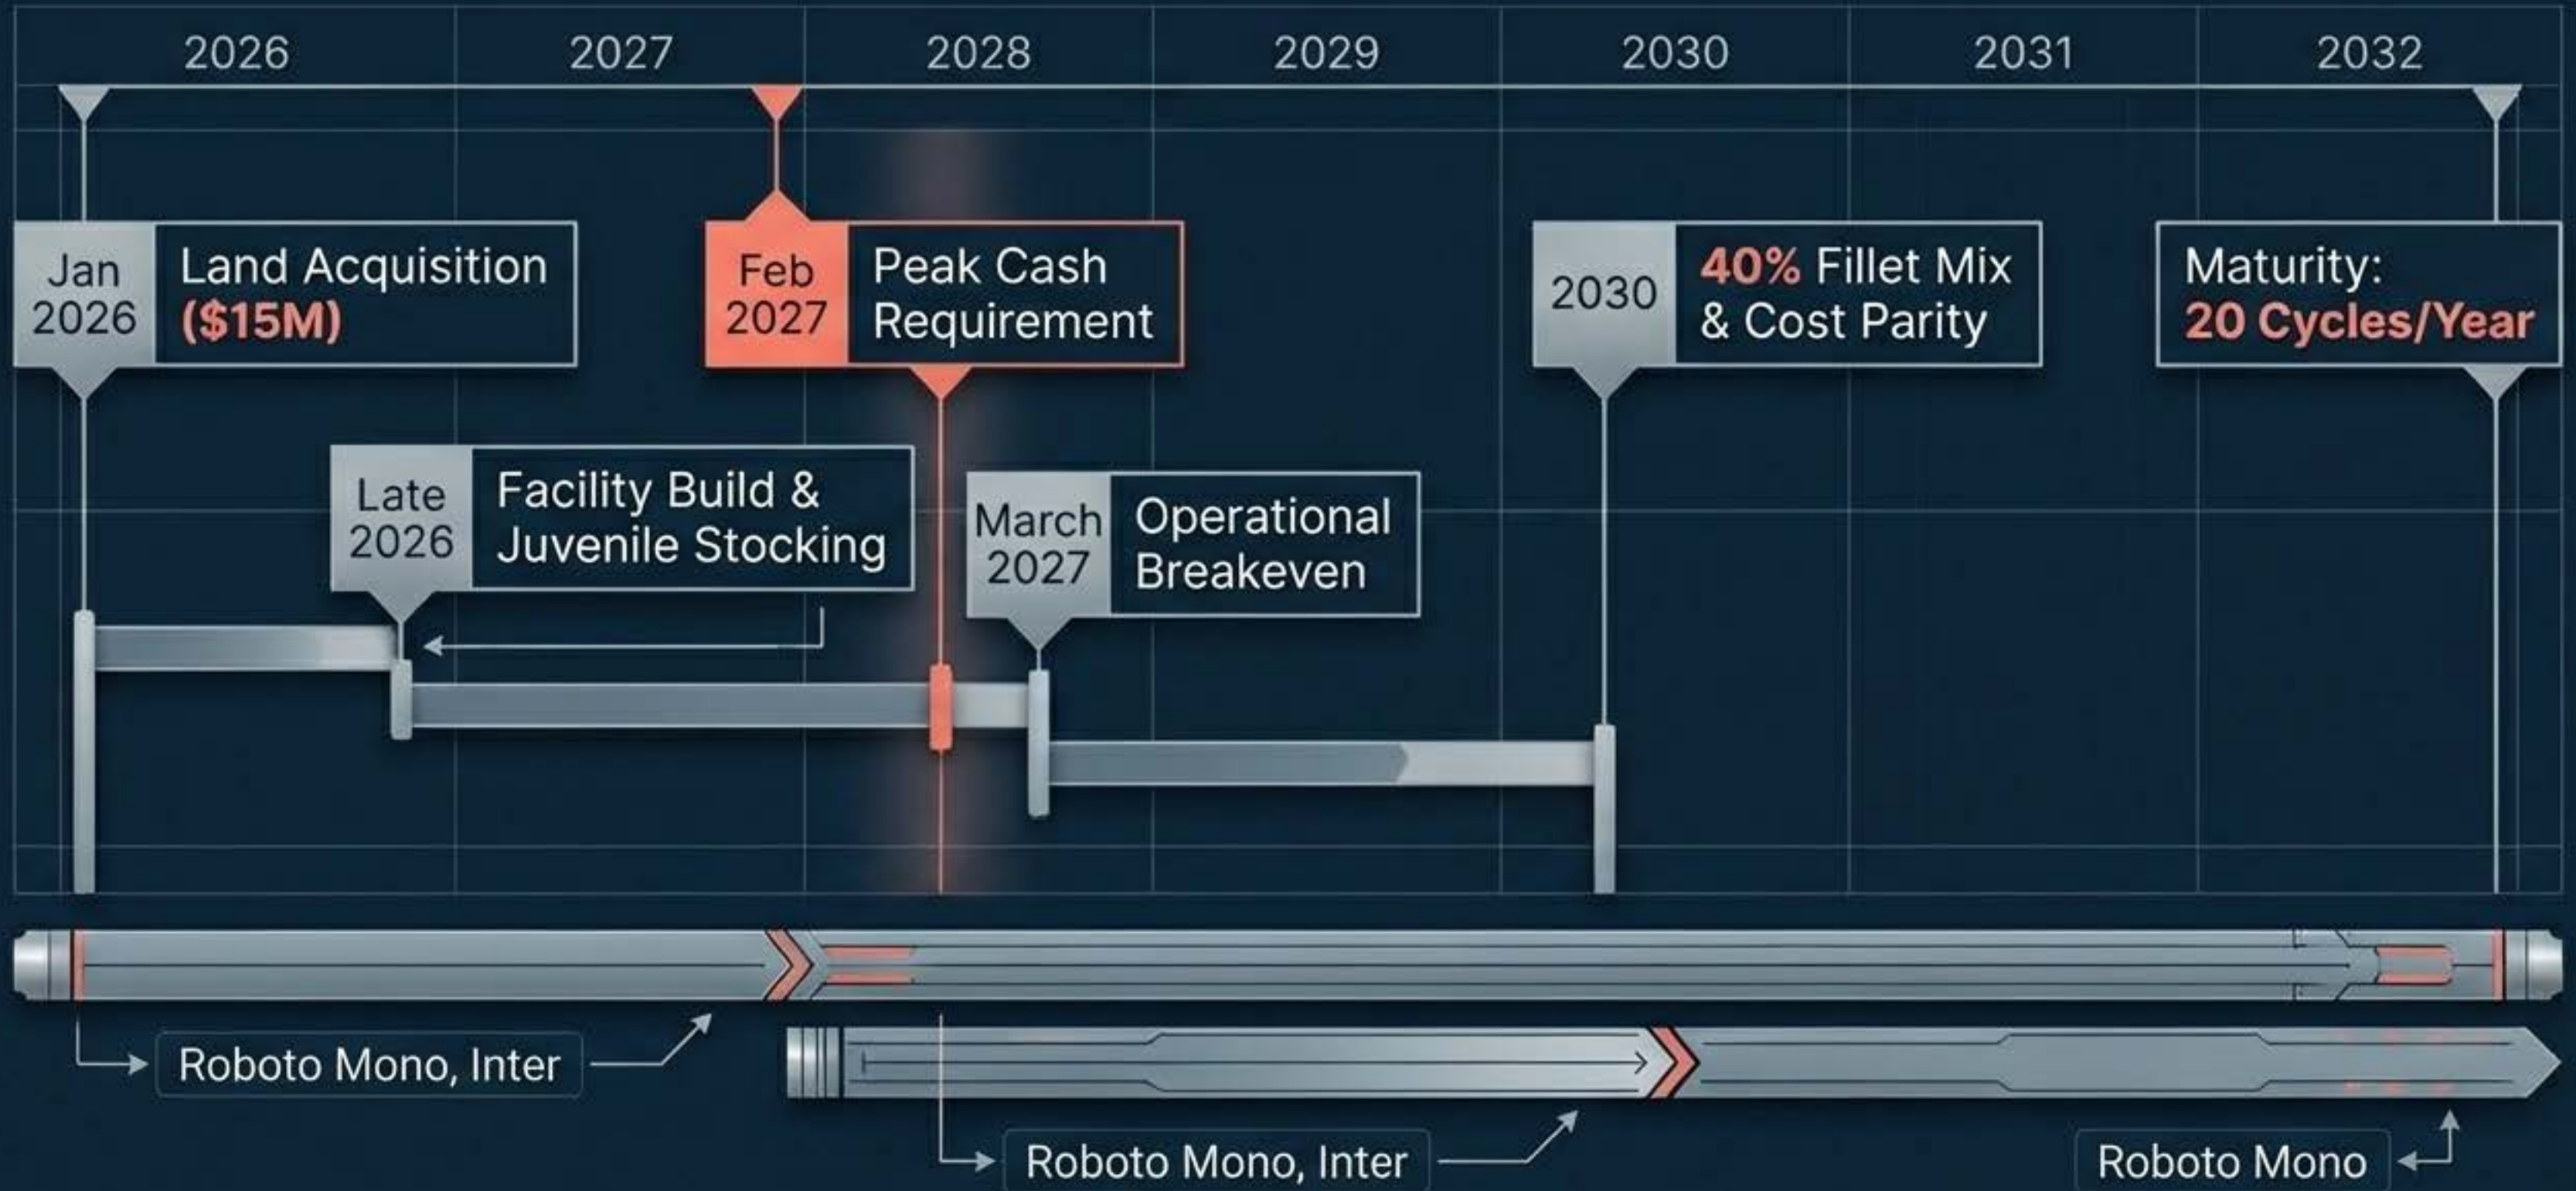 2026
2027
2028
2029
2030
2031
2032
Jan
2026
Land Acquisition
($15M)
Feb
2027
Peak Cash
Requirement
2030
40% Fillet Mix
& Cost Parity
Maturity:
20 Cycles/Year
Late
2026
Facility Build &
Juvenile Stocking
March
2027
Operational
Breakeven
Roboto Mono, Inter
Roboto Mono, Inter
Roboto Mono